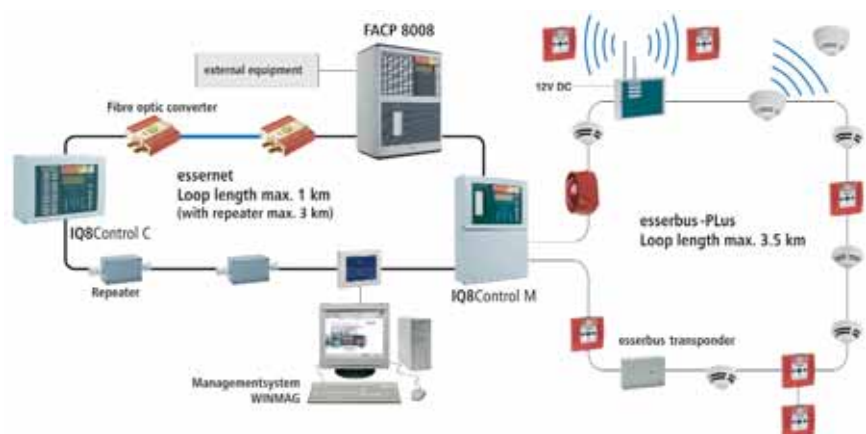 FACP 8008
external equipment
12V DC
Fibre optic converter
essernet
Loop length max. 1 km
(with repeater max. 3 km)
esserbus-PLus
Loop length max. 3.5 km
IQ8Control C
Repeater
IQ8Control M
esserbus transponder
Managementsystem
WINMAG